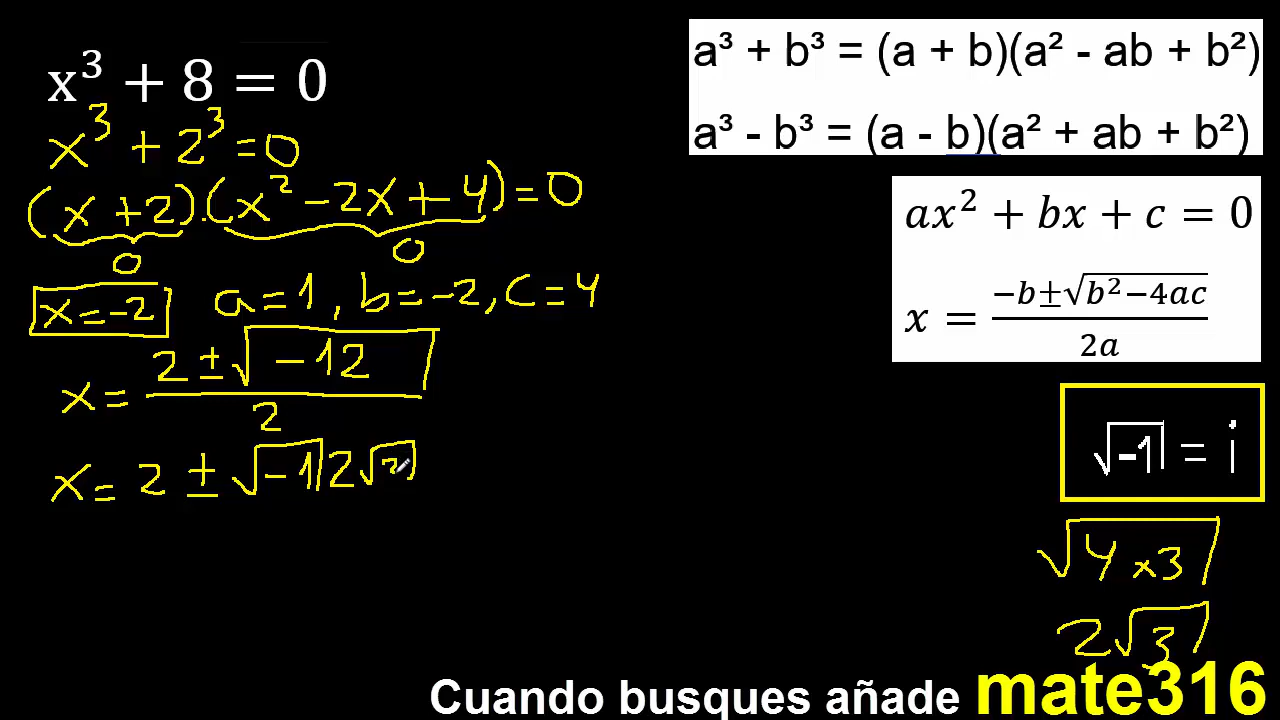 x³ + 8 = 0
x³ + 2³ = 0
(x + 2).(x² - 2x + 4) = 0
0 0
x = -2 a = 1, b = -2, c = 4
x = (2 ± √-12) / 2
x = 2 ± √-1 2√3
a³ + b³ = (a + b)(a² - ab + b²)
a³ - b³ = (a - b)(a² + ab + b²)
ax² + bx + c = 0
x = (-b±√b²-4ac) / 2a
√-1 = i
√4 x 3
2√3
Cuando busques añade mate316